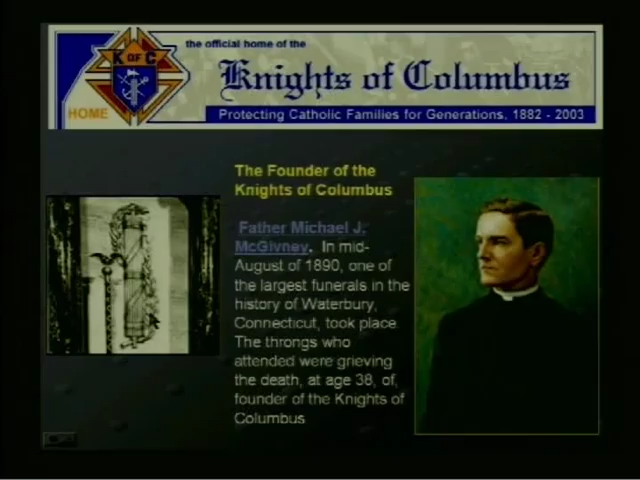 the official home of the
K OF C
Knights of Columbus
HOME
Protecting Catholic Families for Generations, 1882 - 2003
The Founder of the
Knights of Columbus
Father Michael J.
McGivney. In mid-
August of 1890, one of
the largest funerals in the
history of Waterbury,
Connecticut, took place.
The throngs who
attended were grieving
the death, at age 38, of,
founder of the Knights of
Columbus